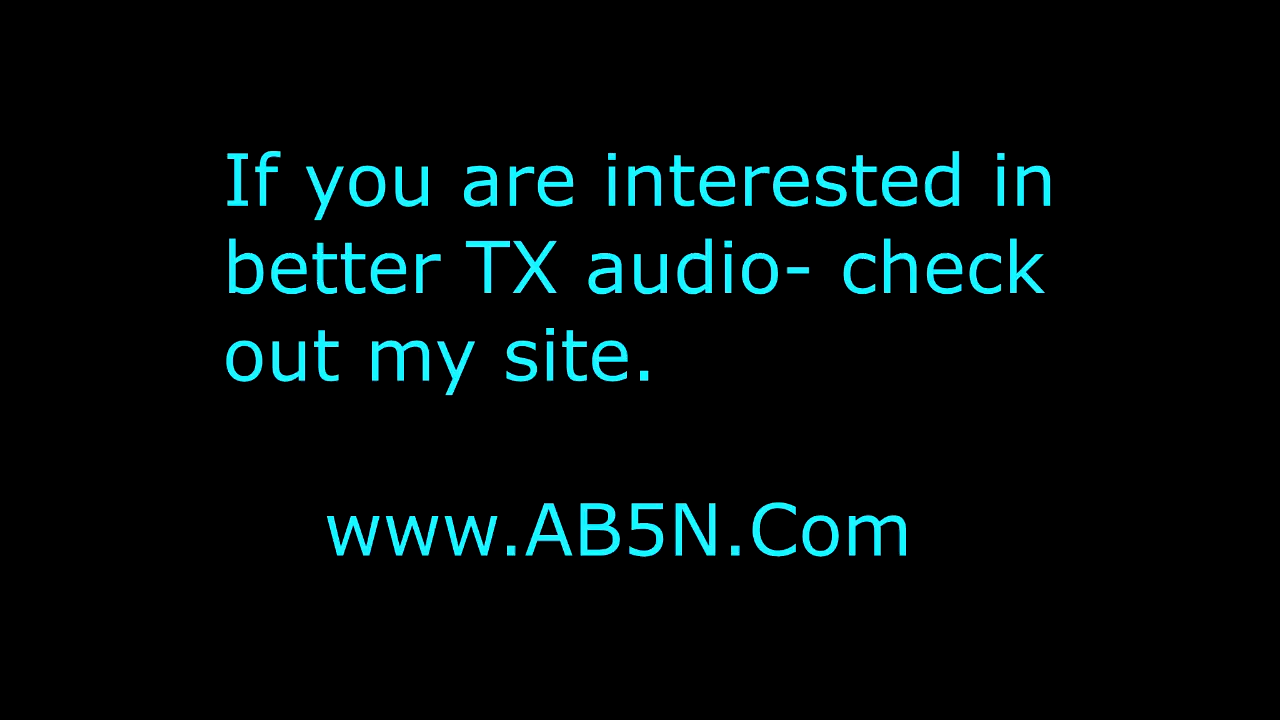 If you are interested in
better TX audio- check
out my site.
www.AB5N.Com